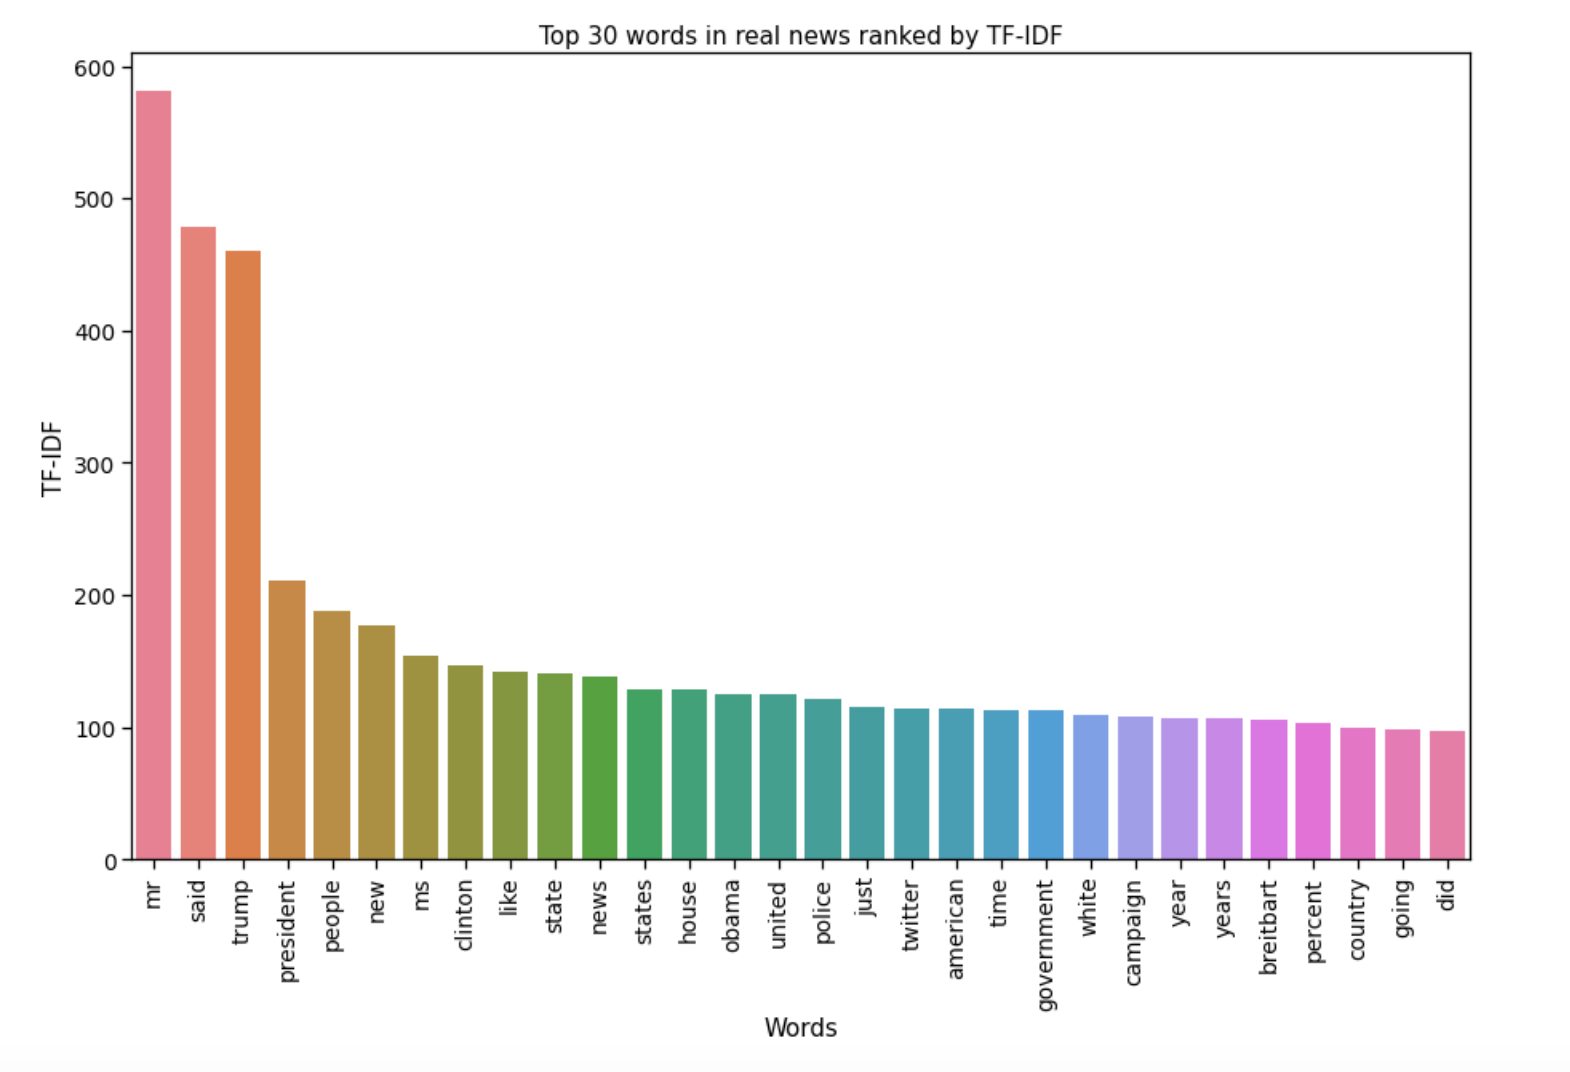 Top 30 words in real news ranked by TF-IDF
TF-IDF
600
500
400
300
200
100
0
mr
said
trump
president
people
new
ms
clinton
like
state
news
states
house
obama
united
police
just
twitter
american
time
government
white
campaign
year
years
breitbart
percent
country
going
did
Words